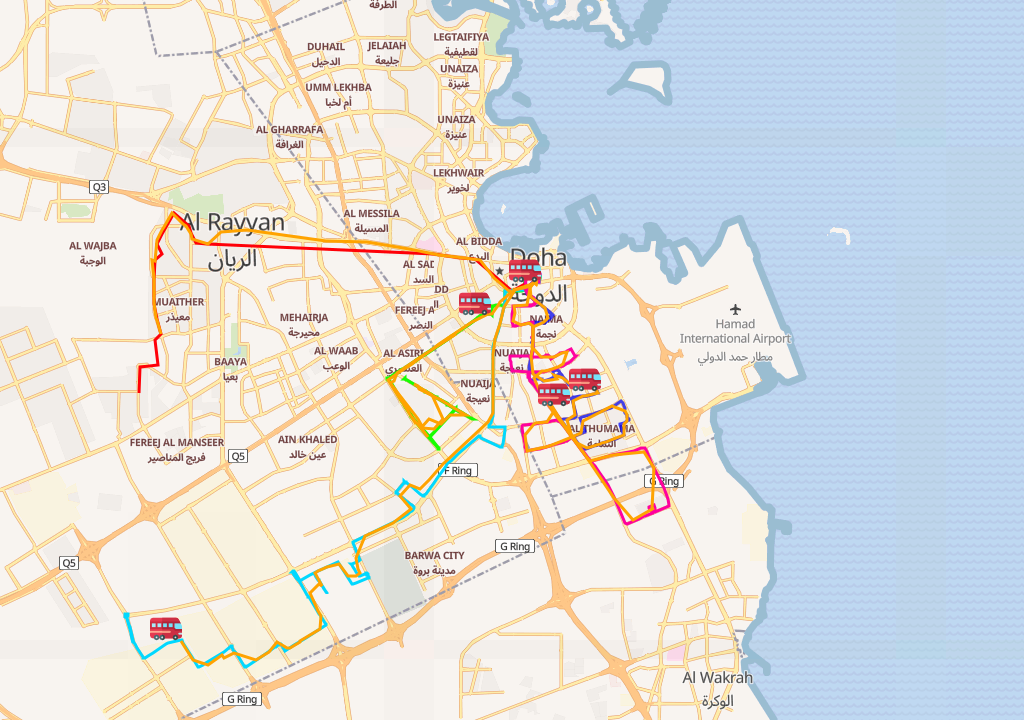 الطرفة
LEGTAIFIYA
لقطيفية
DUHAIL
الدحيل
JELAIAH
جليعة
UNAIZA
عنيزة
UMM LEKHBA
أم لخبا
UNAIZA
عنيزة
AL GHARRAFA
الغرافة
LEKHWAIR
لخوير
Q3
Al Rayyan
الريان
AL MESSILA
المسيلة
AL WAJBA
الوجبة
AL BIDDA
البدع
Doha
الدوحة
AL SAD
السد
DD
MUAITHER
معيذر
MEHAIRJA
محيرجة
FEREEJ A
النصر
NAJMA
نجمة
Hamad
International Airport
مطار حمد الدولي
AL WAAB
الوعب
AL ASIRI
العسيري
NUAIJA
نعيجة
BAAYA
بعيا
NUAIJA
نعيجة
AL THUMAMA
الثمامة
FEREEJ AL MANSEER
فريج المناصير
Q5
AIN KHALED
عين خالد
F Ring
G Ring
G Ring
BARWA CITY
مدينة بروة
Q5
Al Wakrah
الوكرة
G Ring